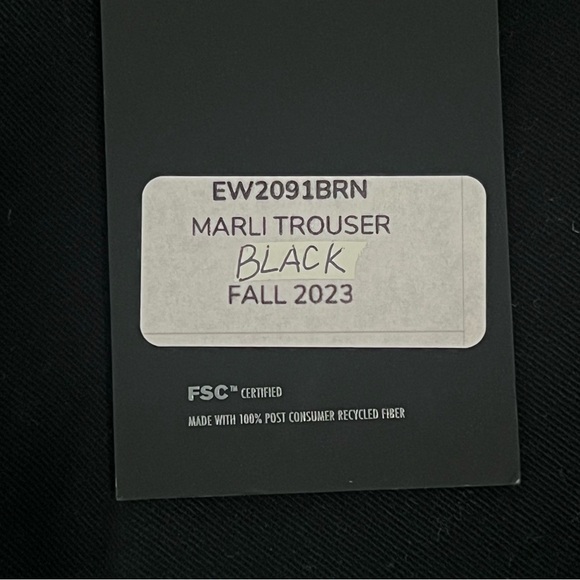 EW2091BRN
MARLI TROUSER
BLACK
FALL 2023
FSC™ CERTIFIED
MADE WITH 100% POST CONSUMER RECYCLED FIBER